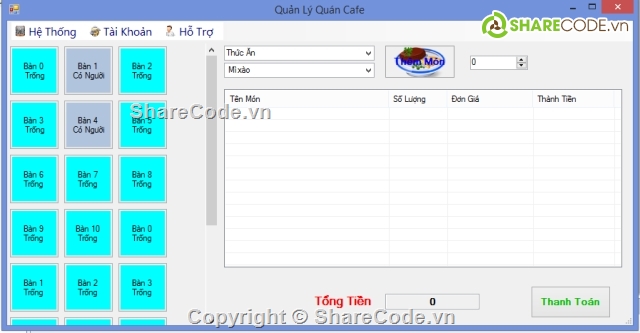 Quản Lý Quán Cafe
SHARECODE.vn
Hệ Thống Tài Khoản Hỗ Trợ
Bàn 0
Trống
Bàn 1
Có Người
Bàn 2
Trống
Thức Ăn
Mì xào
Thêm Món
0
Tên Món Số Lượng Đơn Giá Thành Tiền
Bàn 3
Trống
Bàn 4
Có Người
Bàn 5
Trống
ShareCode.vn
Bàn 6
Trống
Bàn 7
Trống
Bàn 8
Trống
Bàn 9
Trống
Bàn 10
Trống
Bàn 0
Trống
Bàn 1
Trống
Bàn 2
Trống
Bàn 3
Trống
Tổng Tiền 0 Thanh Toán
Copyright © ShareCode.vn